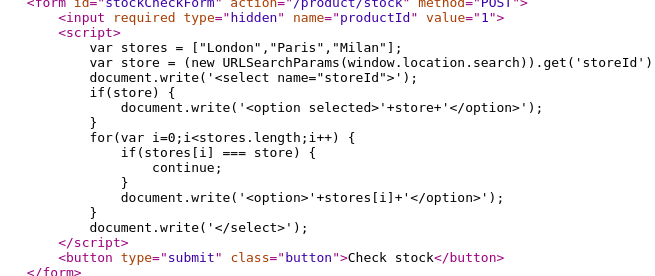 <form id="stockCheckForm" action="/product/stock" method="POST">
<input required type="hidden" name="productId" value="1">
<script>
var stores = ["London","Paris","Milan"];
var store = (new URLSearchParams(window.location.search)).get('storeId')
document.write('<select name="storeId">');
if(store) {
document.write('<option selected>'+store+'</option>');
}
for(var i=0;i<stores.length;i++) {
if(stores[i] === store) {
continue;
}
document.write('<option>'+stores[i]+'</option>');
}
document.write('</select>');
</script>
<button type="submit" class="button">Check stock</button>
</form>